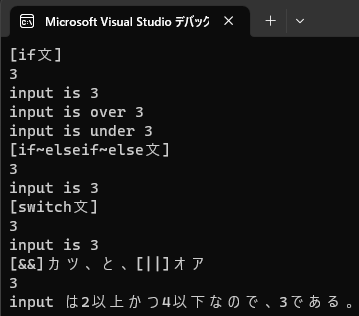 Microsoft Visual Studio デバッグ
[if文]
3
input is 3
input is over 3
input is under 3
[if~elseif~else文]
3
input is 3
[switch文]
3
input is 3
[&&]カツ、と、[||]オア
3
input は2以上かつ4以下なので、3である。